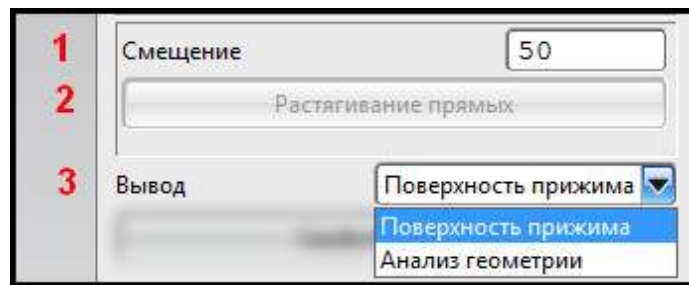 1 Смещение 50
2 Растягивание прямых
3 Вывод Поверхность прижима
Поверхность прижима
Анализ геометрии